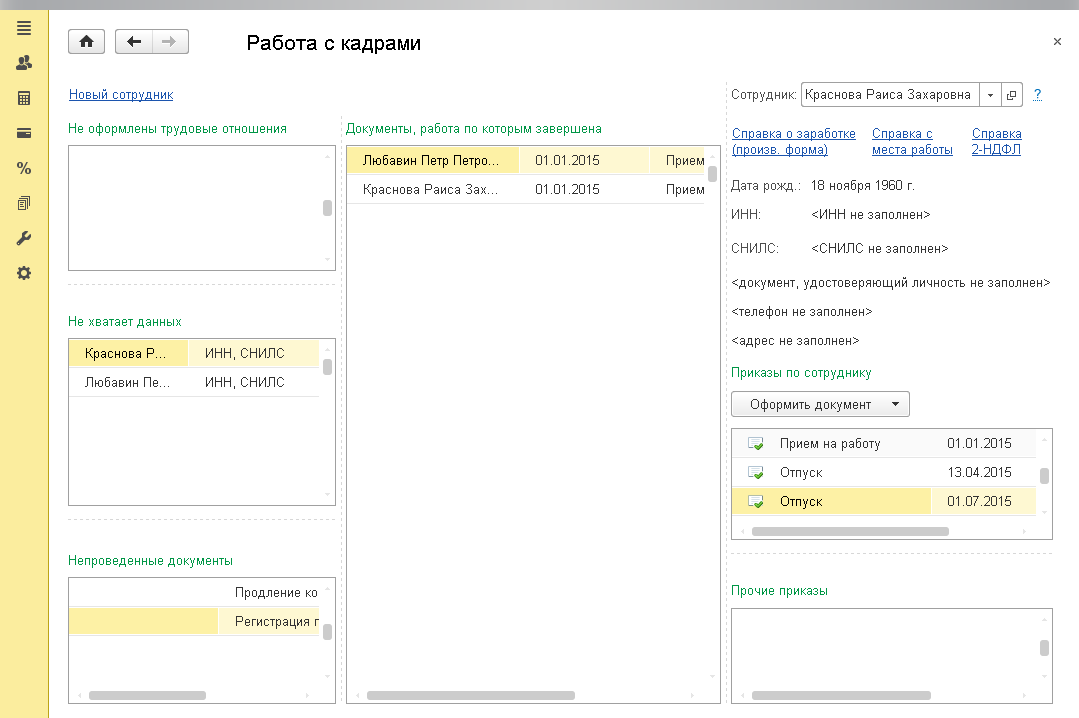 Работа с кадрами
Новый сотрудник
Не оформлены трудовые отношения
Не хватает данных
Краснова Р... ИНН, СНИЛС
Любавин Пе... ИНН, СНИЛС
Непроведенные документы
Продление ко
Регистрация
Документы, работа по которым завершена
Любавин Петр Петро... 01.01.2015 Прием
Краснова Раиса Зах... 01.01.2015 Прием
Сотрудник: Краснова Раиса Захаровна ?
Справка о заработке
(произв. форма)
Справка с
места работы
Справка
2-НДФЛ
Дата рожд.: 18 ноября 1960 г.
ИНН: <ИНН не заполнен>
СНИЛС: <СНИЛС не заполнен>
<документ, удостоверяющий личность не заполнен>
<телефон не заполнен>
<адрес не заполнен>
Приказы по сотруднику
Оформить документ
Прием на работу 01.01.2015
Отпуск 13.04.2015
Отпуск 01.07.2015
Прочие приказы